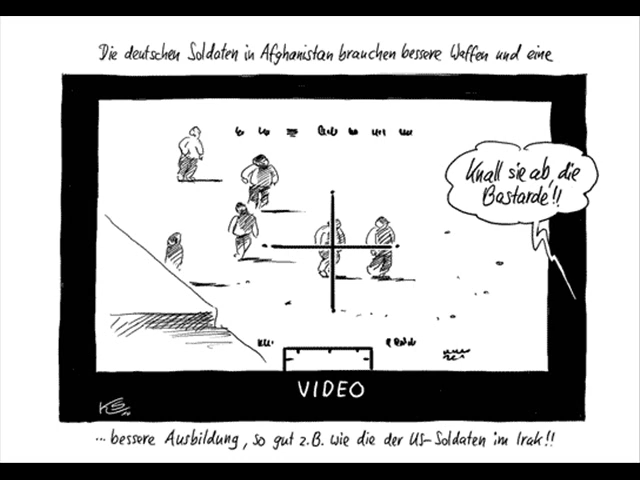 Die deutschen Soldaten in Afghanistan brauchen bessere Waffen und eine
Knall sie ab, die
Bastarde!!
VIDEO
... bessere Ausbildung, so gut z.B. wie die der US-Soldaten im Irak!!